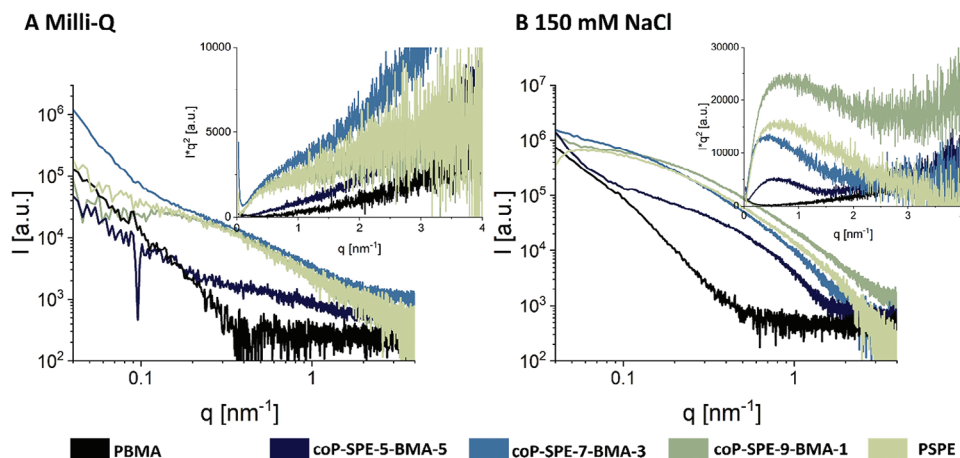 A Milli-Q
B 150 mM NaCl
10⁶
10⁵
10⁴
10³
10²
I [a.u.]
0.1
1
q [nm⁻¹]
10000
5000
0
I*q² [a.u.]
0
1
2
3
4
q [nm⁻¹]
10⁷
10⁶
10⁵
10⁴
10³
10²
I [a.u.]
0.1
1
q [nm⁻¹]
30000
20000
10000
0
I*q² [a.u.]
0
1
2
3
q [nm⁻¹]
PBMA
coP-SPE-5-BMA-5
coP-SPE-7-BMA-3
coP-SPE-9-BMA-1
PSPE